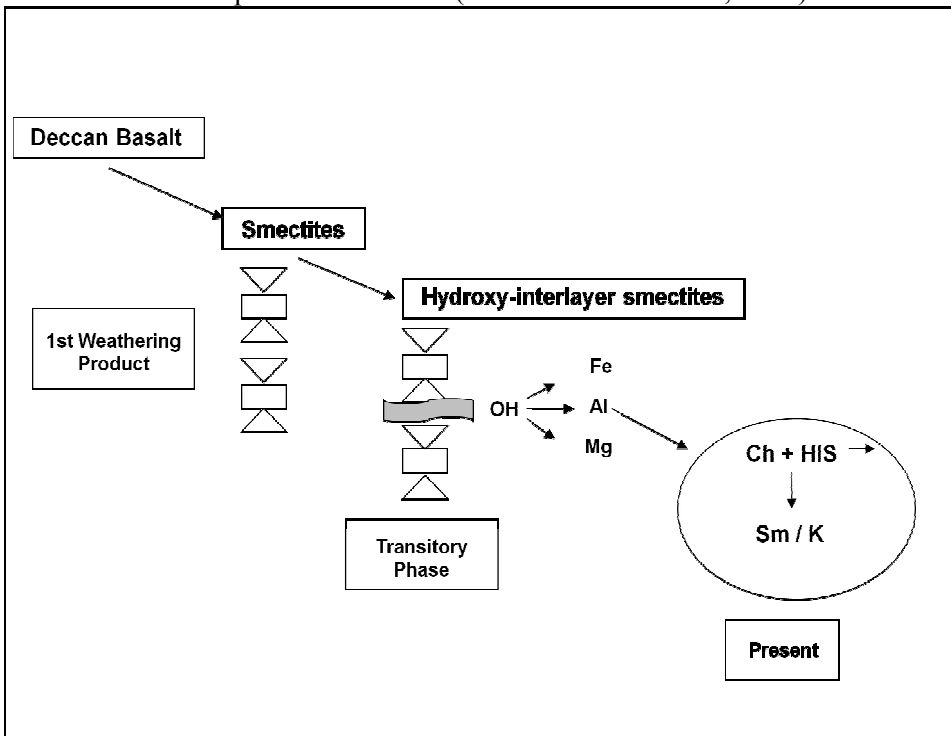 Deccan Basalt
Smectites
Hydroxy-interlayer smectites
1st Weathering
Product
Fe
OH
Al
Mg
Ch + HIS
Sm / K
Transitory
Phase
Present